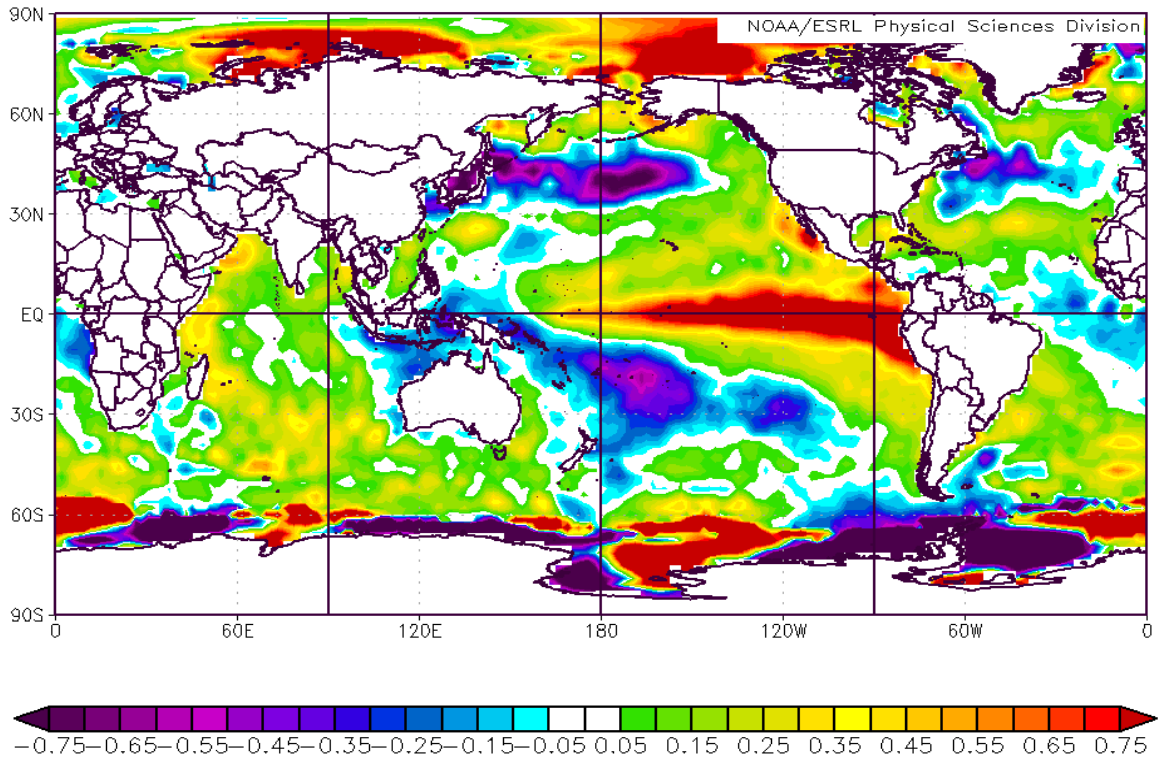 90N
NOAA/ESRL Physical Sciences Division
60N
30N
EQ
30S
60S
90S
0 60E 120E 180 120W 60W 0
-0.75-0.65-0.55-0.45-0.35-0.25-0.15-0.05 0.05 0.15 0.25 0.35 0.45 0.55 0.65 0.75